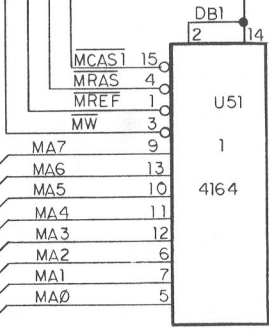 DB1
2 14
MCAS1 15
MRAS 4
MREF 1
MW 3
MA7 9
MA6 13
MA5 10
MA4 11
MA3 12
MA2 6
MA1 7
MAØ 5
U51
1
4164